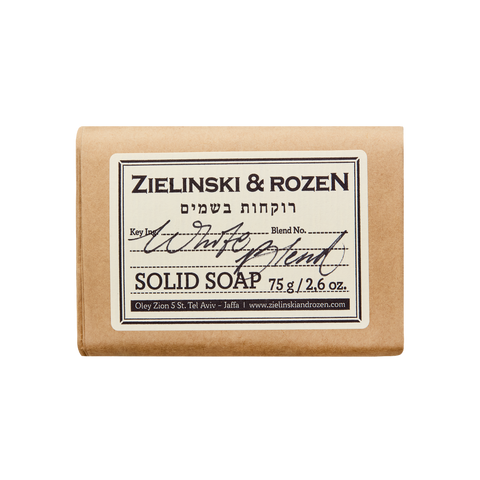 ZIELINSKI & ROZEN
רוקחות בשמים
Key Ing. White Blend No. Blend
SOLID SOAP 75 g / 2,6 oz.
Oley Zion 5 St. Tel Aviv - Jaffa | www.zielinskiandrozen.com